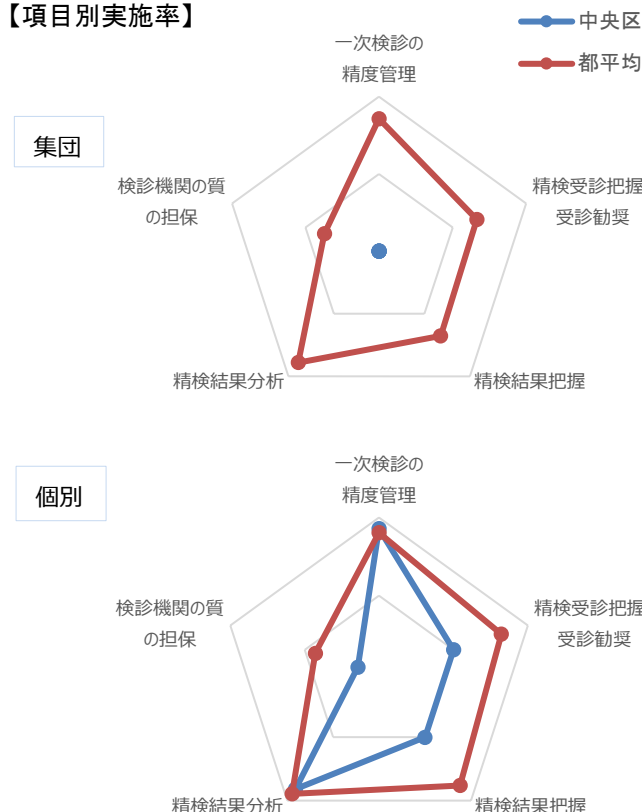 【項目別実施率】
中央区
都平均
集団
一次検診の
精度管理
精検受診把握
受診勧奨
精検結果把握
精検結果分析
検診機関の質
の担保
個別
一次検診の
精度管理
精検受診把握
受診勧奨
精検結果把握
精検結果分析
検診機関の質
の担保